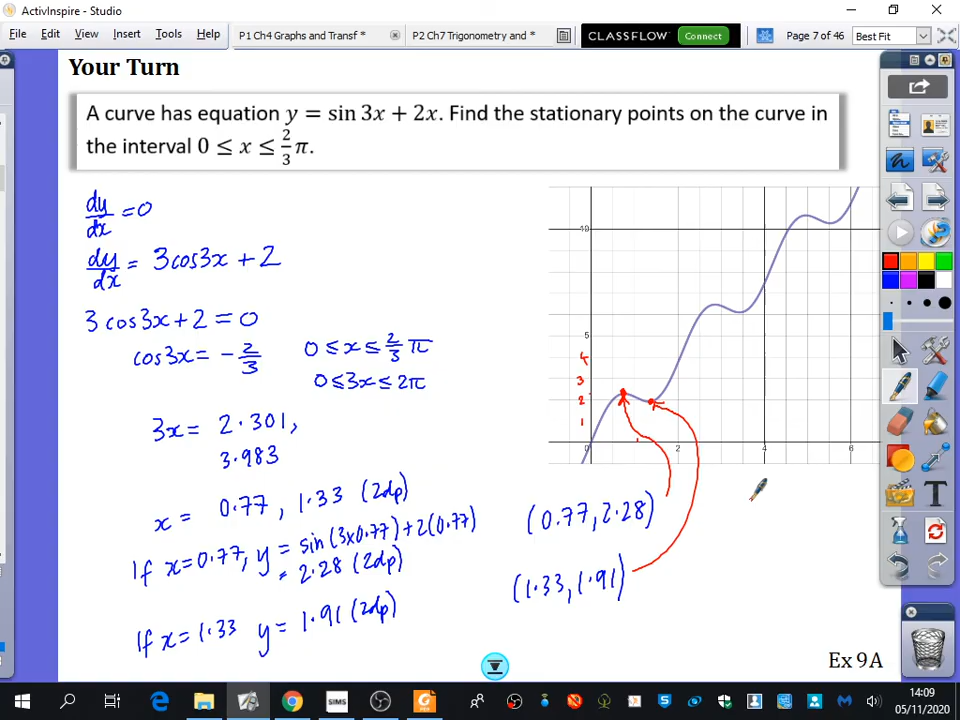 ActivInspire - Studio
File Edit View Insert Tools Help P1 Ch4 Graphs and Transf * P2 Ch7 Trigonometry and * CLASSFLOW Connect Page 7 of 46 Best Fit
Your Turn
A curve has equation y = sin 3x + 2x. Find the stationary points on the curve in
the interval 0 ≤ x ≤ 2/3 π.
dy/dx = 0
dy/dx = 3cos3x + 2
3cos3x + 2 = 0
cos3x = -2/3 0 ≤ x ≤ 2/3 π
0 ≤ 3x ≤ 2π
3x = 2.301,
3.983
x = 0.77, 1.33 (2dp)
If x=0.77, y = sin(3x0.77)+2(0.77)
= 2.28 (2dp)
If x=1.33 y = 1.91 (2dp)
10
5
4
3
2
1
0 2 4 6
(0.77, 2.28)
(1.33, 1.91)
Ex 9A
SIMS
14:09
05/11/2020